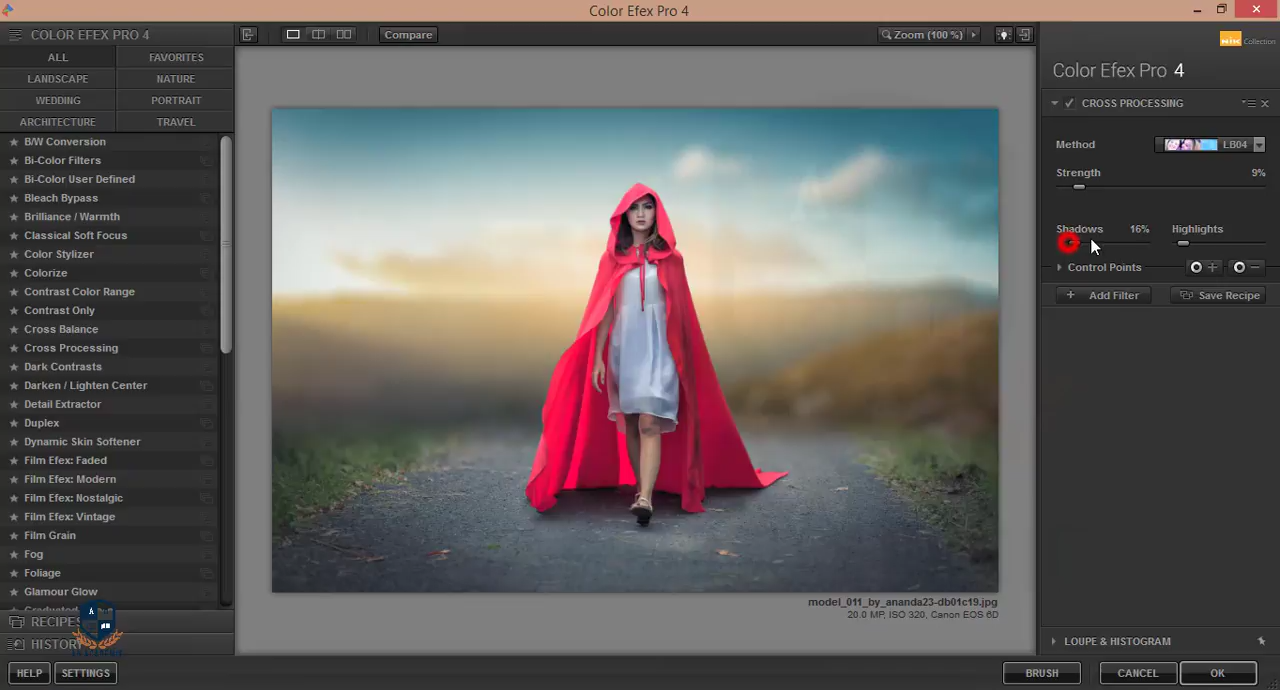 Color Efex Pro 4
COLOR EFEX PRO 4
ALL
FAVORITES
LANDSCAPE
NATURE
WEDDING
PORTRAIT
ARCHITECTURE
TRAVEL
B/W Conversion
Bi-Color Filters
Bi-Color User Defined
Bleach Bypass
Brilliance / Warmth
Classical Soft Focus
Color Stylizer
Colorize
Contrast Color Range
Contrast Only
Cross Balance
Cross Processing
Dark Contrasts
Darken / Lighten Center
Detail Extractor
Duplex
Dynamic Skin Softener
Film Efex: Faded
Film Efex: Modern
Film Efex: Nostalgic
Film Efex: Vintage
Film Grain
Fog
Foliage
Glamour Glow
RECIPES
HISTORY
HELP
SETTINGS
Compare
Zoom (100 %)
model_011_by_ananda23-db01c19.jpg
20.0 MP, ISO 320, Canon EOS 6D
Collection
Color Efex Pro 4
CROSS PROCESSING
Method LB04
Strength 9%
Shadows 16% Highlights
Control Points
Add Filter
Save Recipe
LOUPE & HISTOGRAM
BRUSH
CANCEL
OK